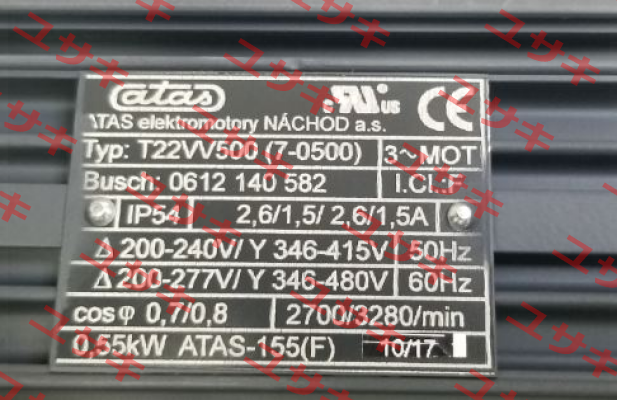 atas
c UR US CE
ATAS elektromotory NÁCHOD a.s.
Typ: T22VV500 (7-0500) 3~MOT
Busch: 0612 140 582 I.Cl.:F
IP54 2,6/1,5/ 2,6/1,5A
Δ 200-240V/ Y 346-415V 50Hz
Δ 200-277V/ Y 346-480V 60Hz
cosφ 0,7/0,8 2700/3280/min
0,55kW ATAS-155(F) 10/17
ユサキ